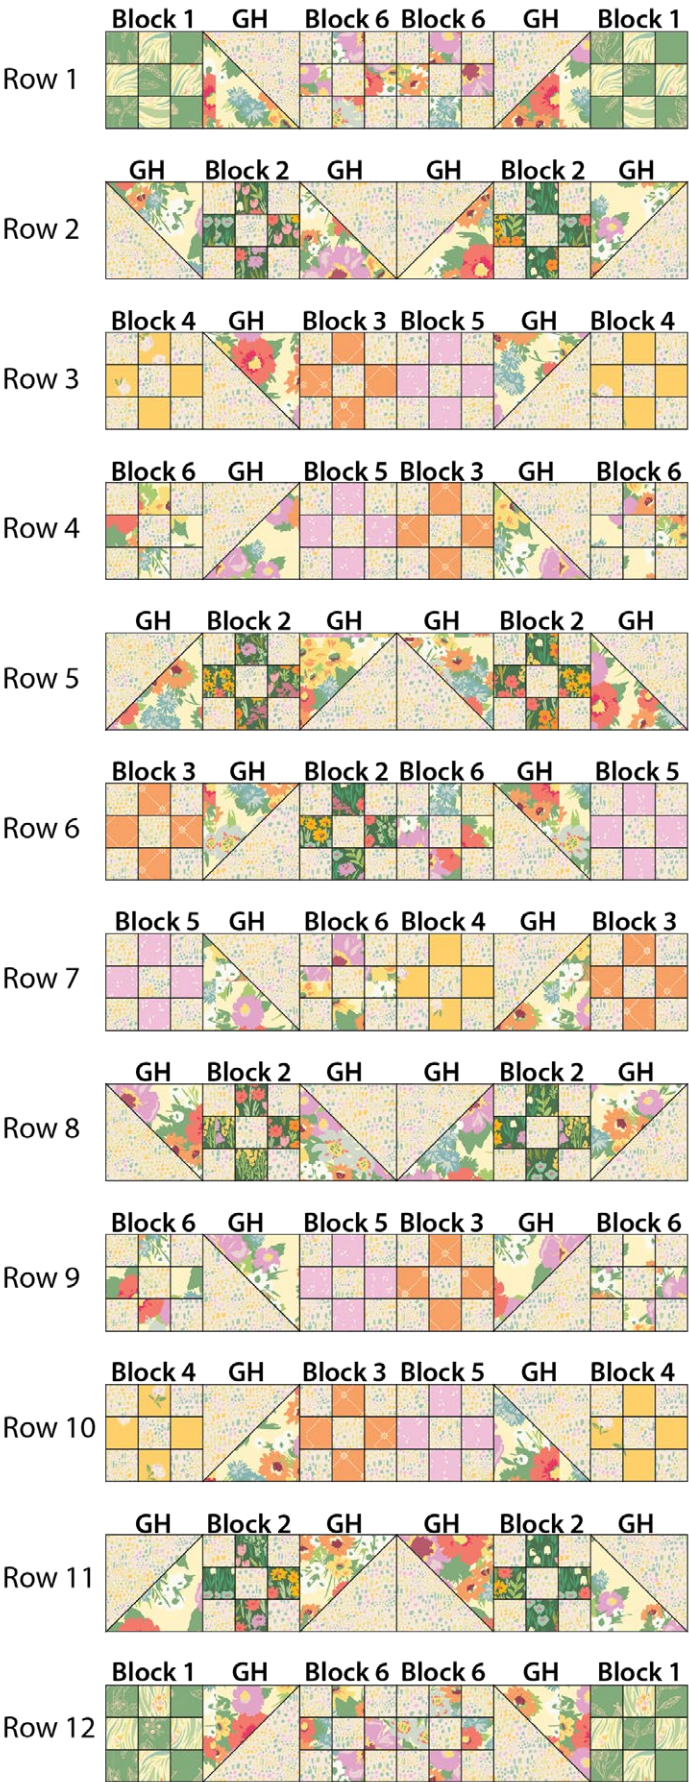 Block 1 GH Block 6 Block 6 GH Block 1
Row 1
GH Block 2 GH GH Block 2 GH
Row 2
Block 4 GH Block 3 Block 5 GH Block 4
Row 3
Block 6 GH Block 5 Block 3 GH Block 6
Row 4
GH Block 2 GH GH Block 2 GH
Row 5
Block 3 GH Block 2 Block 6 GH Block 5
Row 6
Block 5 GH Block 6 Block 4 GH Block 3
Row 7
GH Block 2 GH GH Block 2 GH
Row 8
Block 6 GH Block 5 Block 3 GH Block 6
Row 9
Block 4 GH Block 3 Block 5 GH Block 4
Row 10
GH Block 2 GH GH Block 2 GH
Row 11
Block 1 GH Block 6 Block 6 GH Block 1
Row 12